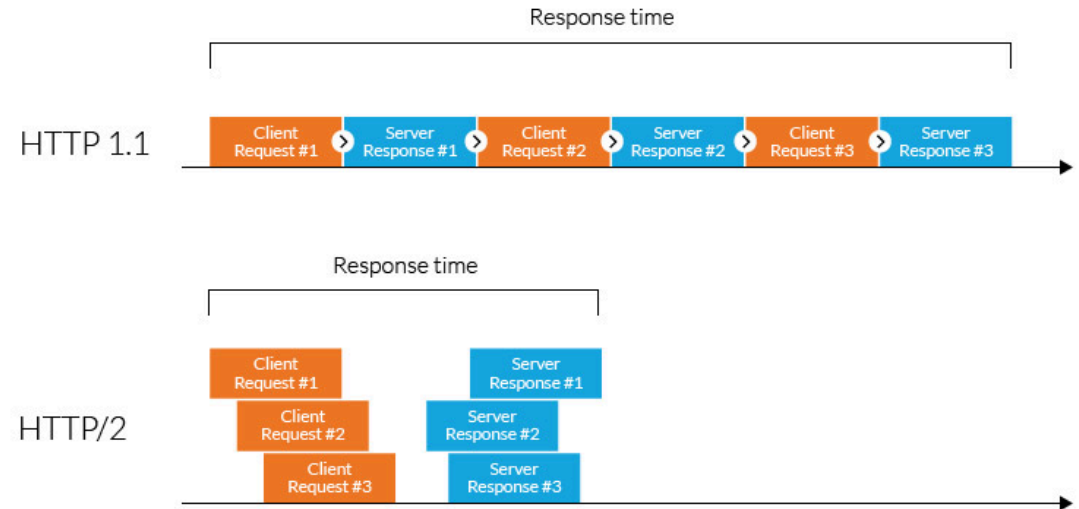 Response time
HTTP 1.1
Client
Request #1
Server
Response #1
Client
Request #2
Server
Response #2
Client
Request #3
Server
Response #3
Response time
HTTP/2
Client
Request #1
Server
Response #1
Client
Request #2
Server
Response #2
Client
Request #3
Server
Response #3